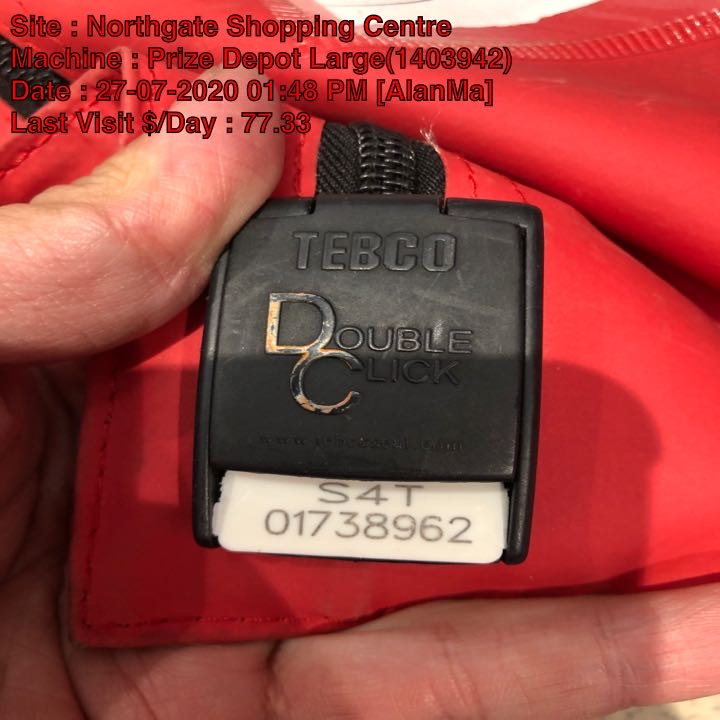 Site : Northgate Shopping Centre
Machine : Prize Depot Large(1403942)
Date : 27-07-2020 01:48 PM [AlanMa]
Last Visit $/Day : 77.33
TEBCO
DOUBLE
CLICK
S4T
01738962